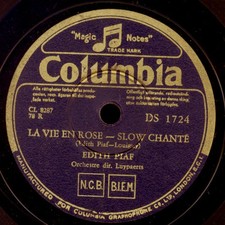 "Magic Notes"
TRADE MARK
Columbia
CL 8287
78 R
DS 1724
LA VIE EN ROSE — SLOW CHANTÉ
(Edith Piaf—Louiguy)
EDITH PIAF
Orchestre dir. Luypaerts
N.C.B.
B.I.E.M.
MANUFACTURED FOR COLUMBIA GRAPHOPHONE CO. LTD., LONDON